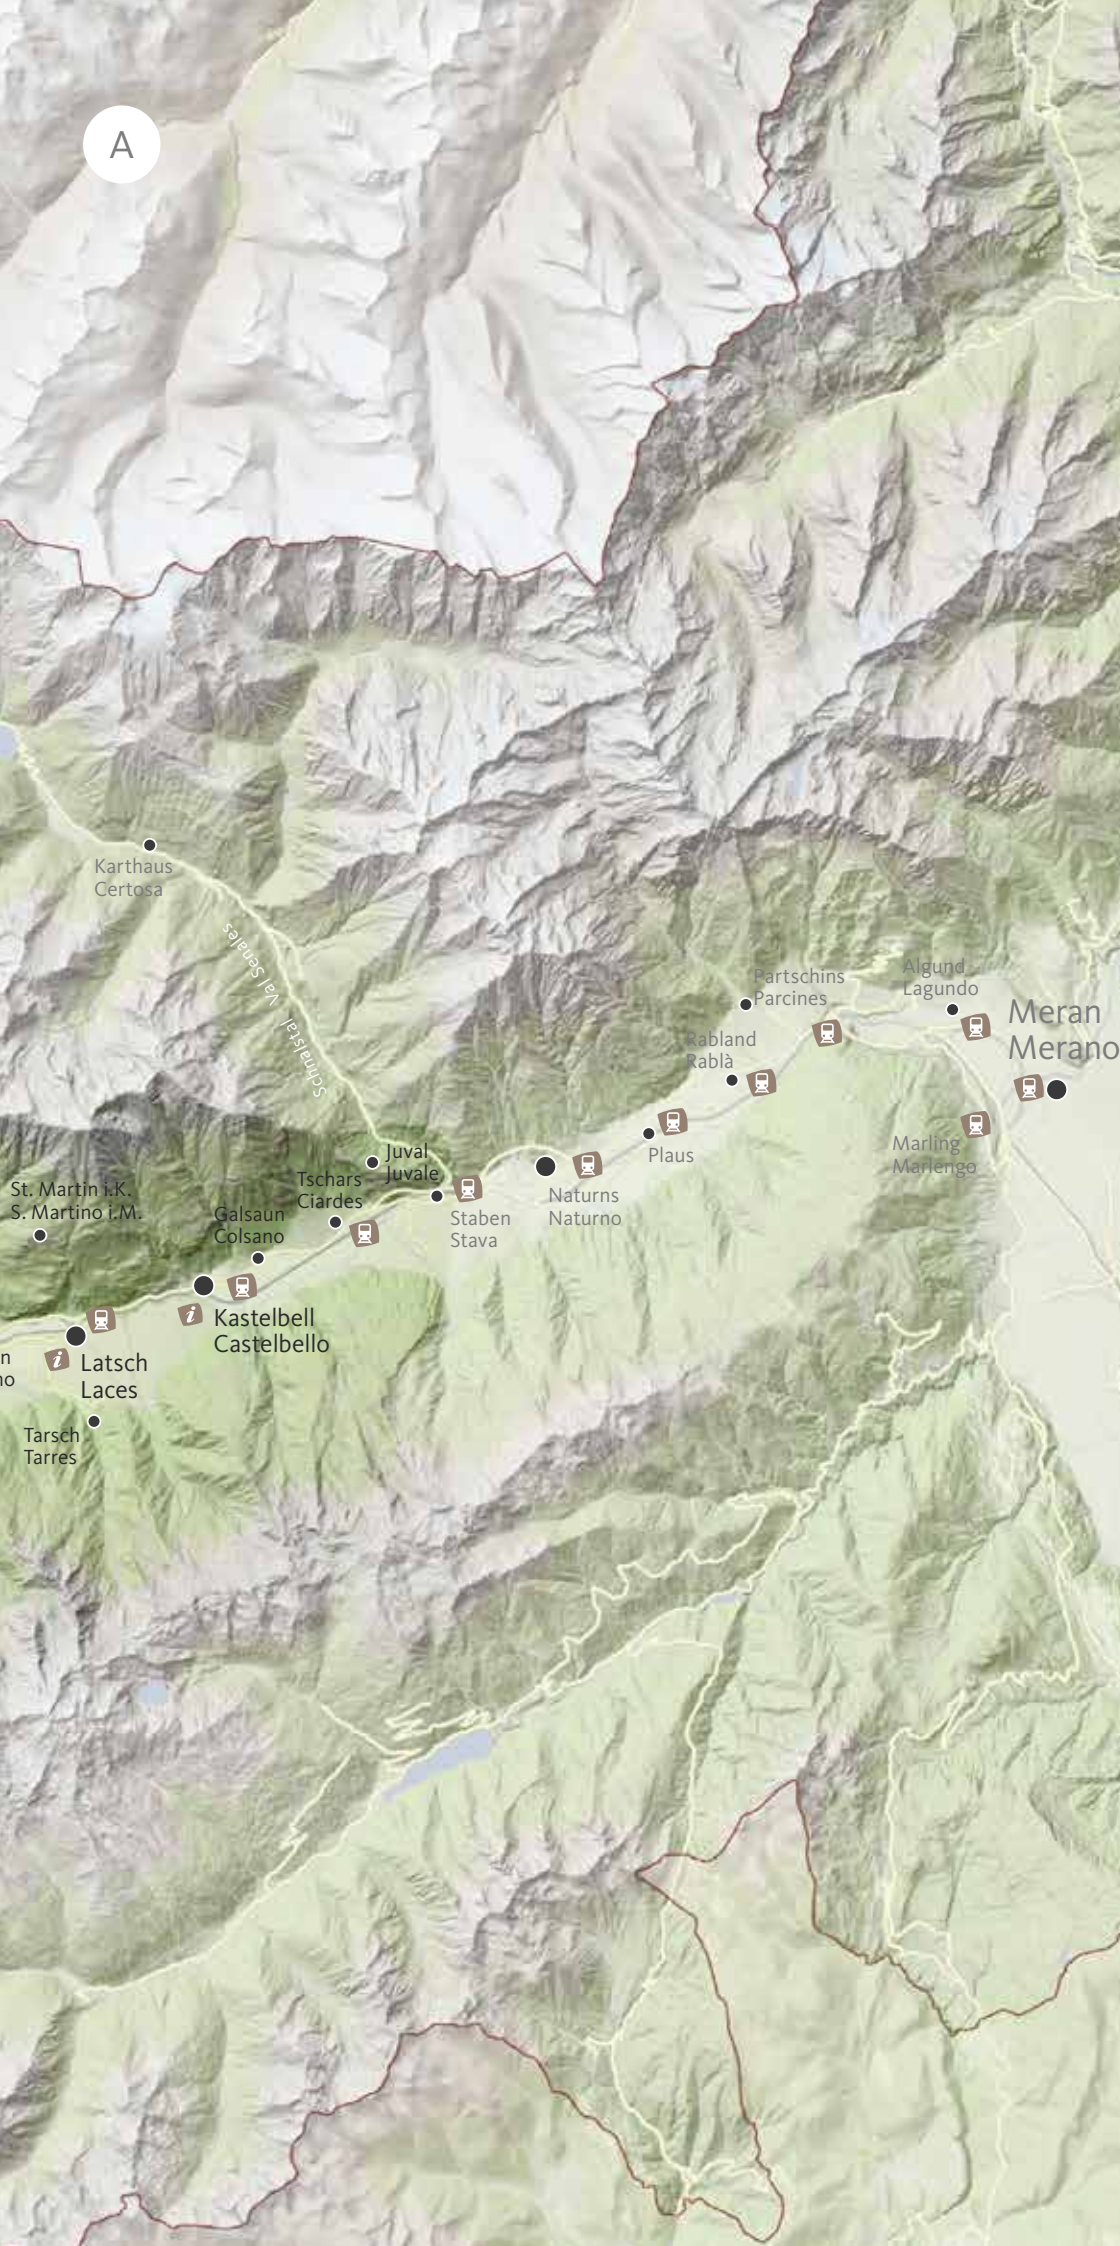 A
Karthaus
Certosa
Schnalstal Val Senales
Partschins
Parcines
Algund
Lagundo
Meran
Merano
Rabland
Rablà
Marling
Marlengo
Plaus
Juval
Juvale
Naturns
Naturno
Tschars
Ciardes
Staben
Stava
St. Martin i.K.
S. Martino i.M.
Galsaun
Colsano
i
Kastelbell
Castelbello
n
no
i
Latsch
Laces
Tarsch
Tarres